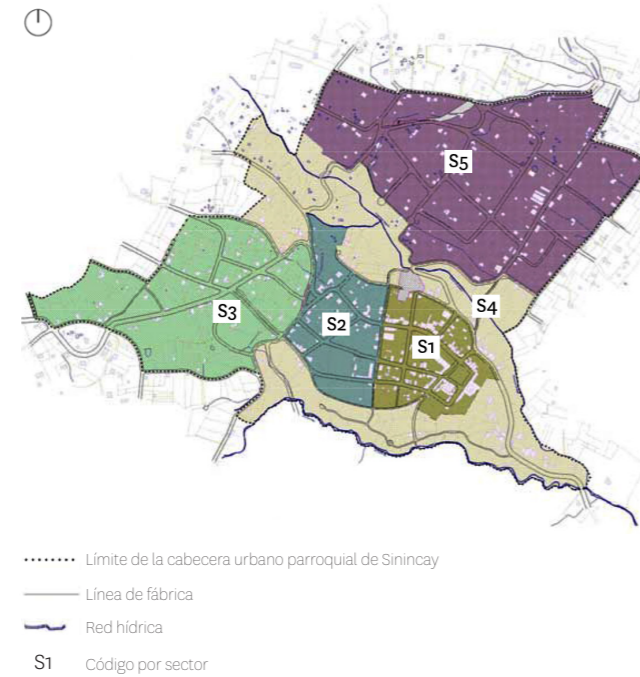 S5
S4
S3
S2
S1
Límite de la cabecera urbano parroquial de Sinincay
Línea de fábrica
Red hídrica
S1 Código por sector